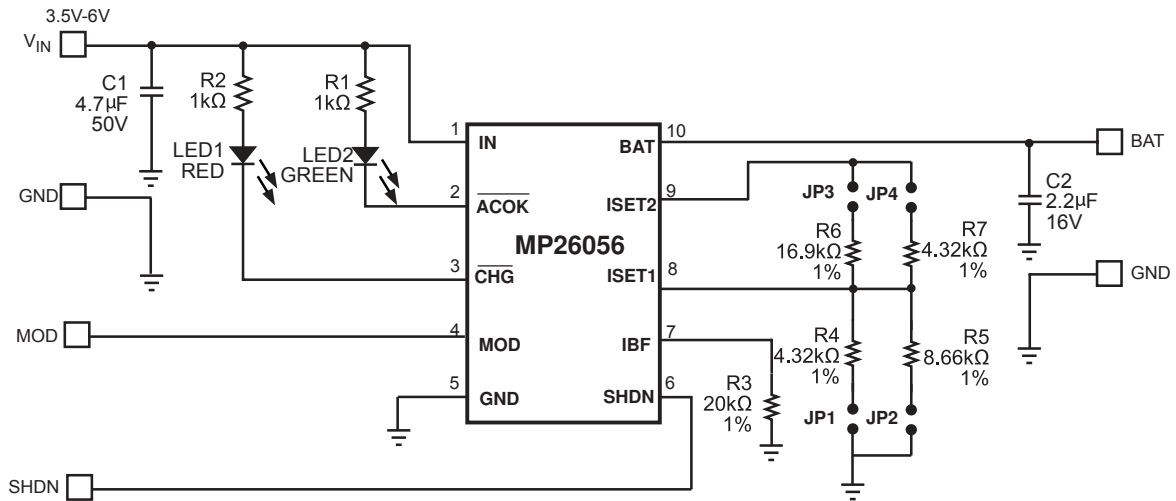 3.5V-6V
VIN
C1
4.7µF
50V
R2
1kΩ
R1
1kΩ
LED1
RED
LED2
GREEN
GND
MOD
SHDN
1
IN
2
ACOK
3
CHG
4
MOD
5
GND
MP26056
10
BAT
9
ISET2
8
ISET1
7
IBF
6
SHDN
JP3
JP4
R6
16.9kΩ
1%
R7
4.32kΩ
1%
R4
4.32kΩ
1%
R5
8.66kΩ
1%
R3
20kΩ
1%
JP1
JP2
BAT
C2
2.2µF
16V
GND